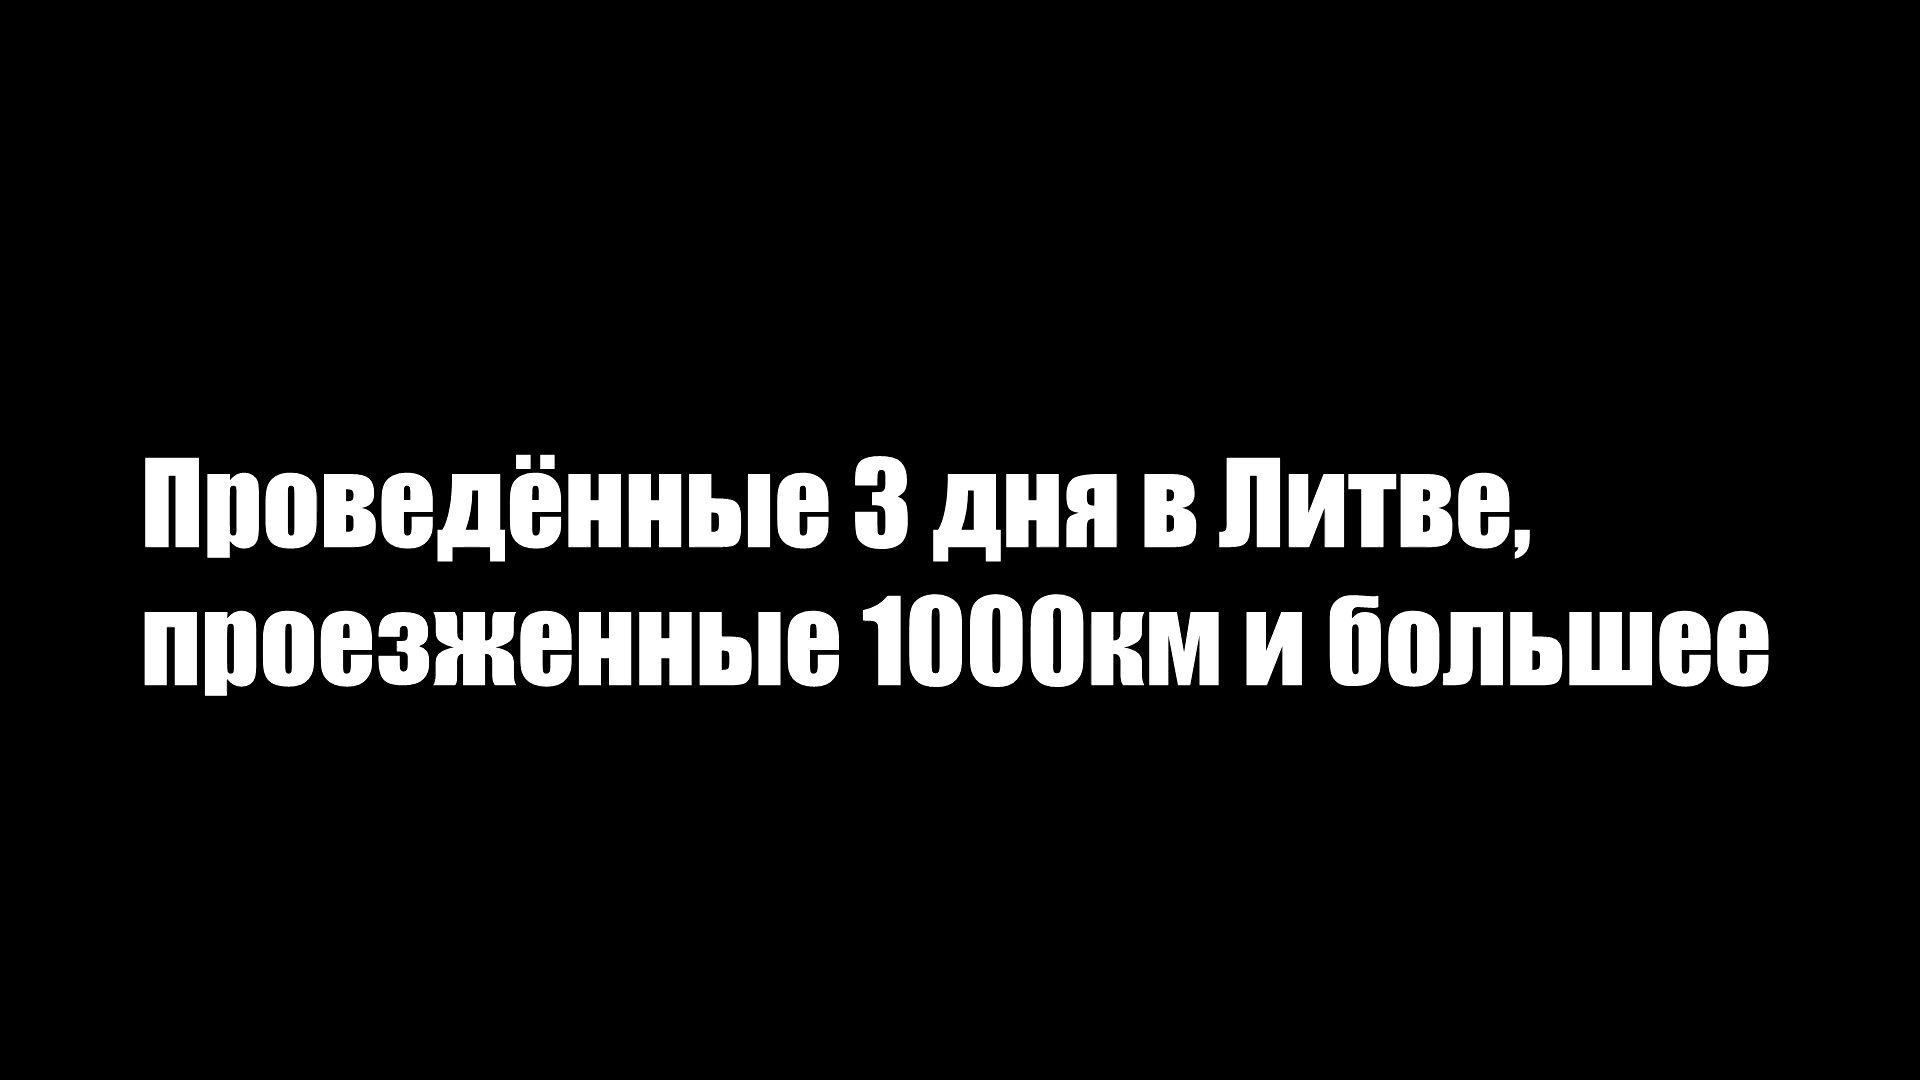 Проведённые 3 дня в Литве,
проезженные 1000км и большее